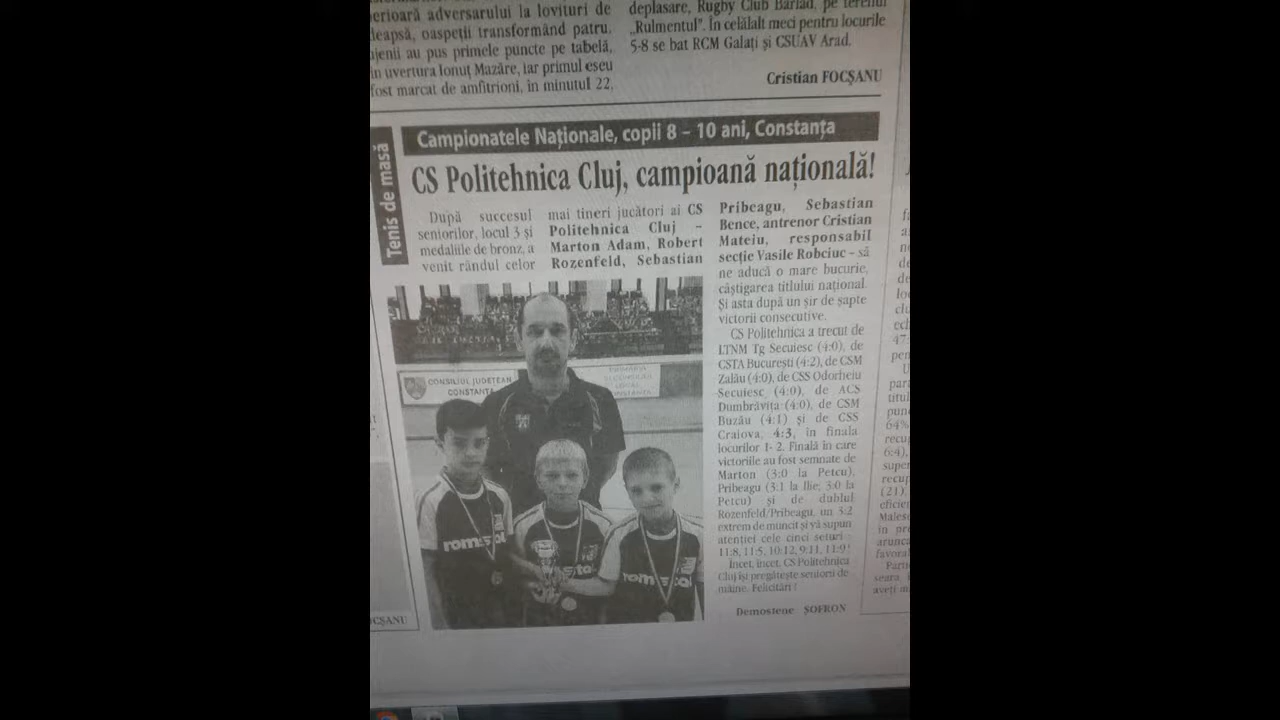 erioară adversarului la lovituri de
leapsă, oaspeții transformând patru.
ijenii au pus primele puncte pe tabelă,
in uvertura Ionuț Mazăre, iar primul eseu
fost marcat de amfitrioni, în minutul 22,
deplasare, Rugby Club Bârlad, pe terenul
„Rulmentul”. În celălalt meci pentru locurile
5-8 se bat RCM Galați și CSUAV Arad.
Cristian FOCȘANU
Tenis de masă
Campionatele Naționale, copii 8 – 10 ani, Constanța
CS Politehnica Cluj, campioană națională!
După succesul
seniorilor, locul 3 și
medaliile de bronz, a
venit rândul celor
mai tineri jucători ai CS
Politehnica Cluj –
Marton Adam, Robert
Rozenfeld, Sebastian
Pribeagu, Sebastian
Bence, antrenor Cristian
Mateiu, responsabil
secție Vasile Robciuc – să
ne aducă o mare bucurie,
câștigarea titlului național.
Și asta după un șir de șapte
victorii consecutive.
CS Politehnica a trecut de
LTNM Tg Secuiesc (4:0), de
CSTA București (4:2), de CSM
Zalău (4:0), de CSS Odorheiu
Secuiesc (4:0), de ACS
Dumbrăvița (4:0), de CSM
Buzău (4:1) și de CSS
Craiova, 4:3, în finala
locurilor 1- 2. Finală în care
victoriile au fost semnate de
Marton (3:0 la Petcu),
Pribeagu (3:1 la Ilie; 3:0 la
Petcu) și de dublul
Rozenfeld/Pribeagu, un 3:2
extrem de muncit și vă supun
atenției cele cinci seturi -
11:8, 11:5, 10:12, 9:11, 11:9!
Încet, încet, CS Politehnica
Cluj își pregătește seniorii de
mâine. Felicitări !
Demostene ȘOFRON
CONSILIUL JUDEȚEAN
CONSTANȚA
romstal
romstal
OCȘANU